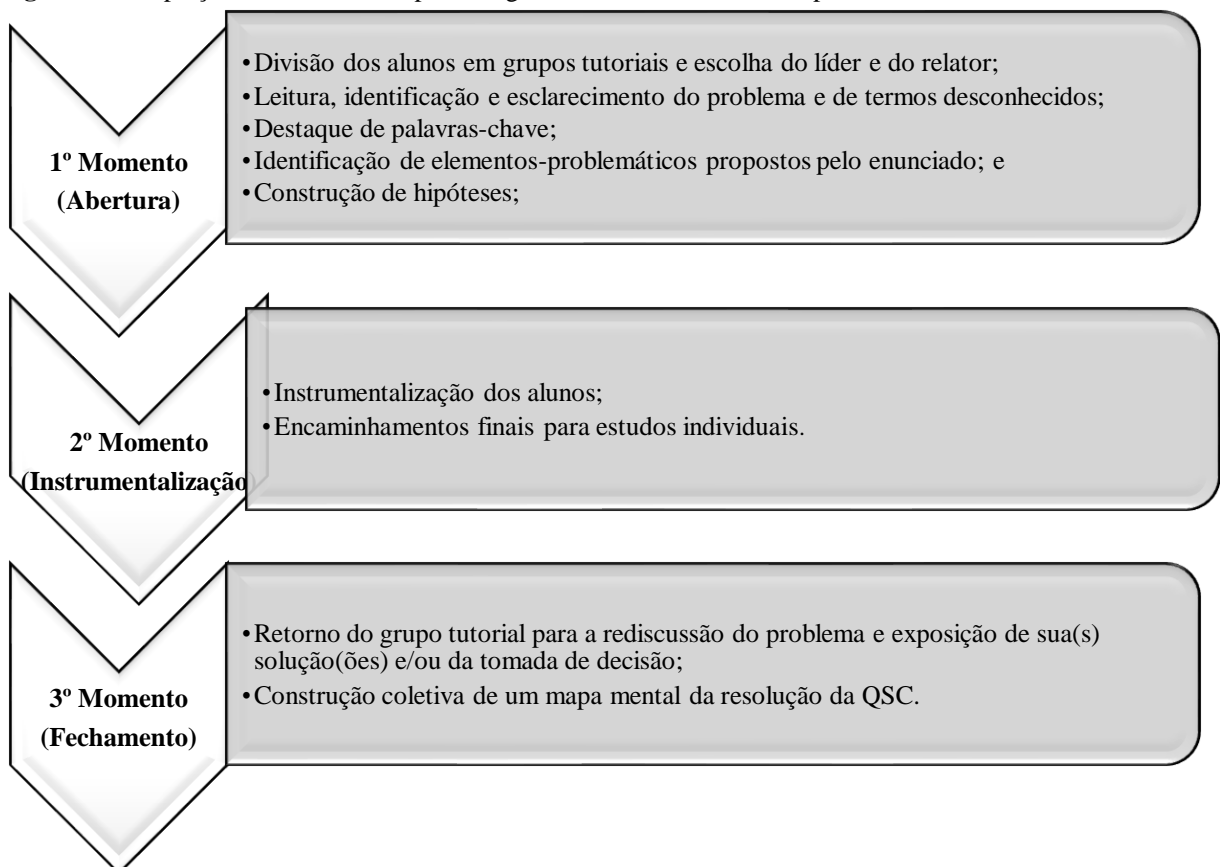 1º Momento
(Abertura)
•Divisão dos alunos em grupos tutoriais e escolha do líder e do relator;
•Leitura, identificação e esclarecimento do problema e de termos desconhecidos;
•Destaque de palavras-chave;
•Identificação de elementos-problemáticos propostos pelo enunciado; e
•Construção de hipóteses;
2º Momento
(Instrumentalização)
•Instrumentalização dos alunos;
•Encaminhamentos finais para estudos individuais.
3º Momento
(Fechamento)
•Retorno do grupo tutorial para a rediscussão do problema e exposição de sua(s)
solução(ões) e/ou da tomada de decisão;
•Construção coletiva de um mapa mental da resolução da QSC.